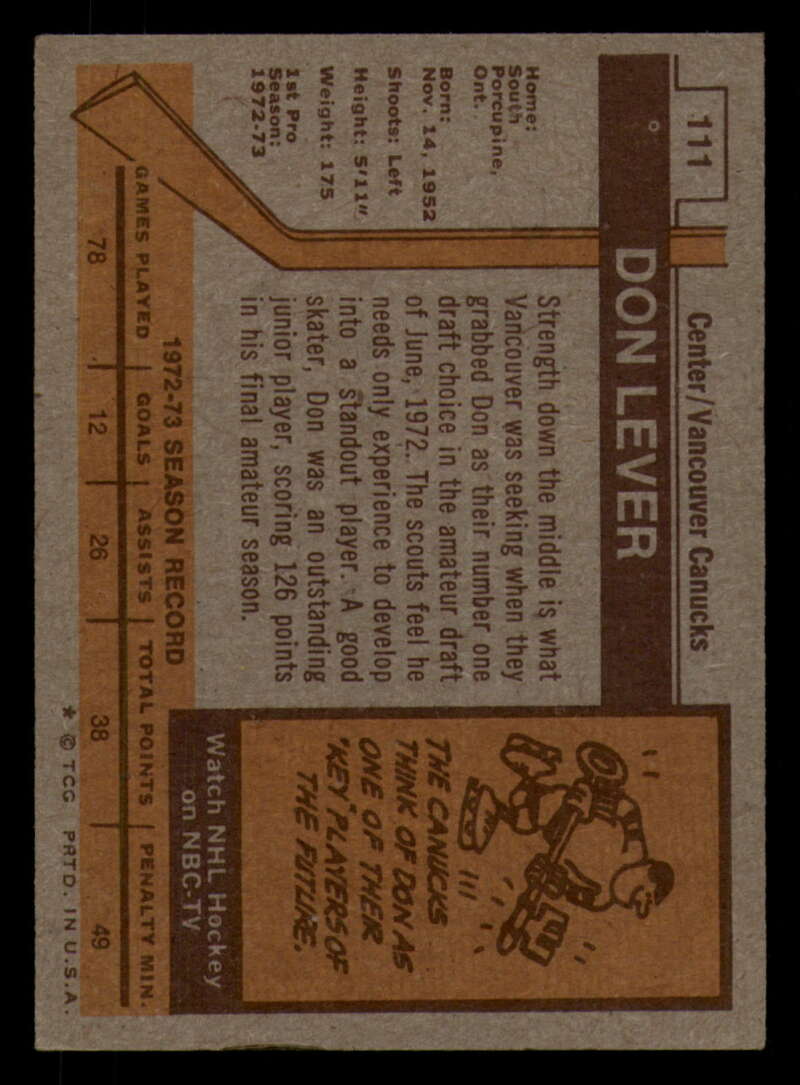 111
Center/Vancouver Canucks
DON LEVER
Home:
South
Porcupine,
Ont.
Born:
Nov. 14, 1952
Shoots: Left
Height: 5'11"
Weight: 175
1st Pro
Season:
1972-73
Strength down the middle is what
Vancouver was seeking when they
grabbed Don as their number one
draft choice in the amateur draft
of June, 1972. The scouts feel he
needs only experience to develop
into a standout player. A good
skater, Don was an outstanding
junior player, scoring 126 points
in his final amateur season.
THE CANUCKS
THINK OF DON AS
ONE OF THEIR
"KEY" PLAYERS OF
THE FUTURE.
Watch NHL Hockey
on NBC-TV
1972-73 SEASON RECORD
GAMES PLAYED | GOALS | ASSISTS | TOTAL POINTS | PENALTY MIN.
78 12 26 38 49
* © TCG PRTD. IN U.S.A.